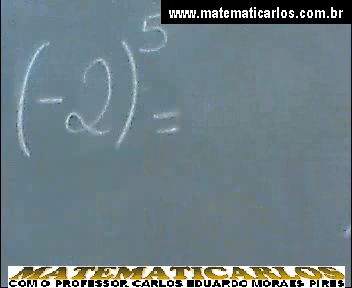 www.matematicarlos.com.br
(-2)⁵ =
MATEMATICARLOS
COM O PROFESSOR CARLOS EDUARDO MORAES PIRES